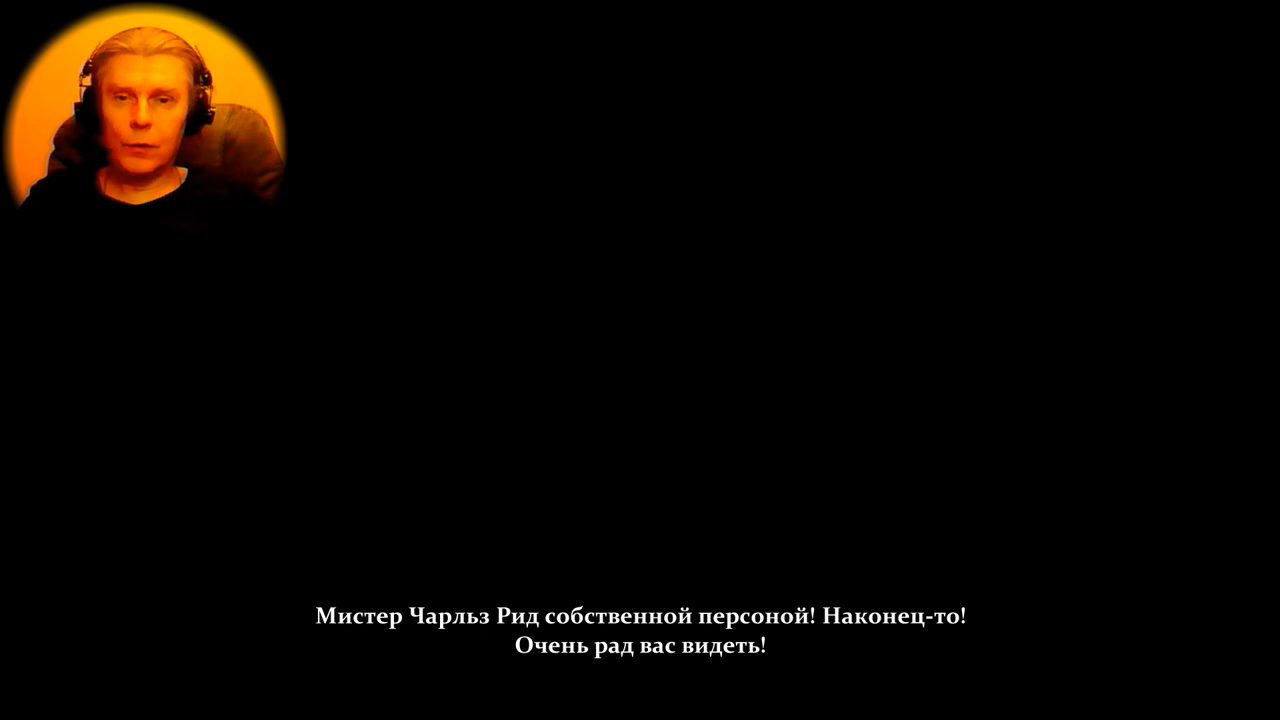 Мистер Чарльз Рид собственной персоной! Наконец-то!
Очень рад вас видеть!